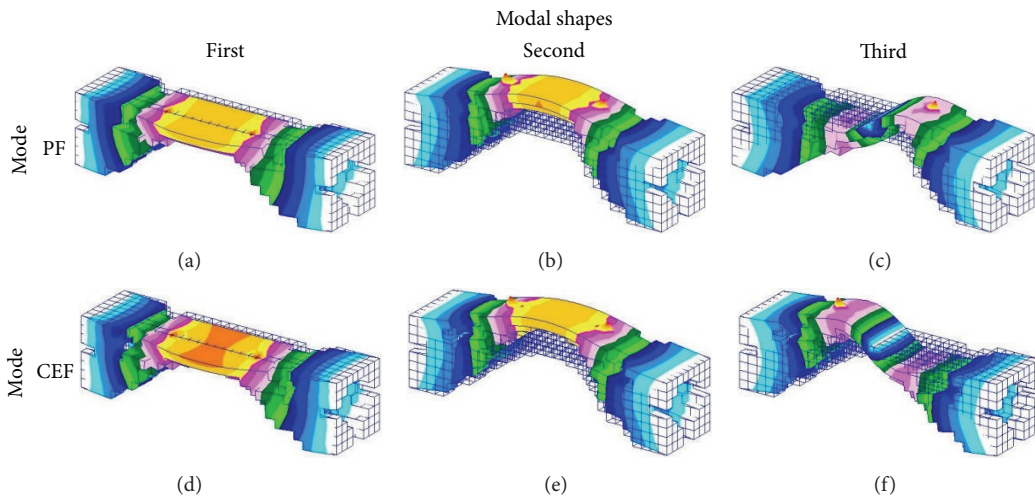 Modal shapes
First Second Third
Mode PF
(a) (b) (c)
Mode CEF
(d) (e) (f)